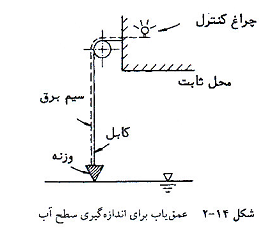 چراغ کنترل
محل ثابت
سیم برق
کابل
وزنه
شکل ۱۴-۲ عمق‌یاب برای اندازه‌گیری سطح آب